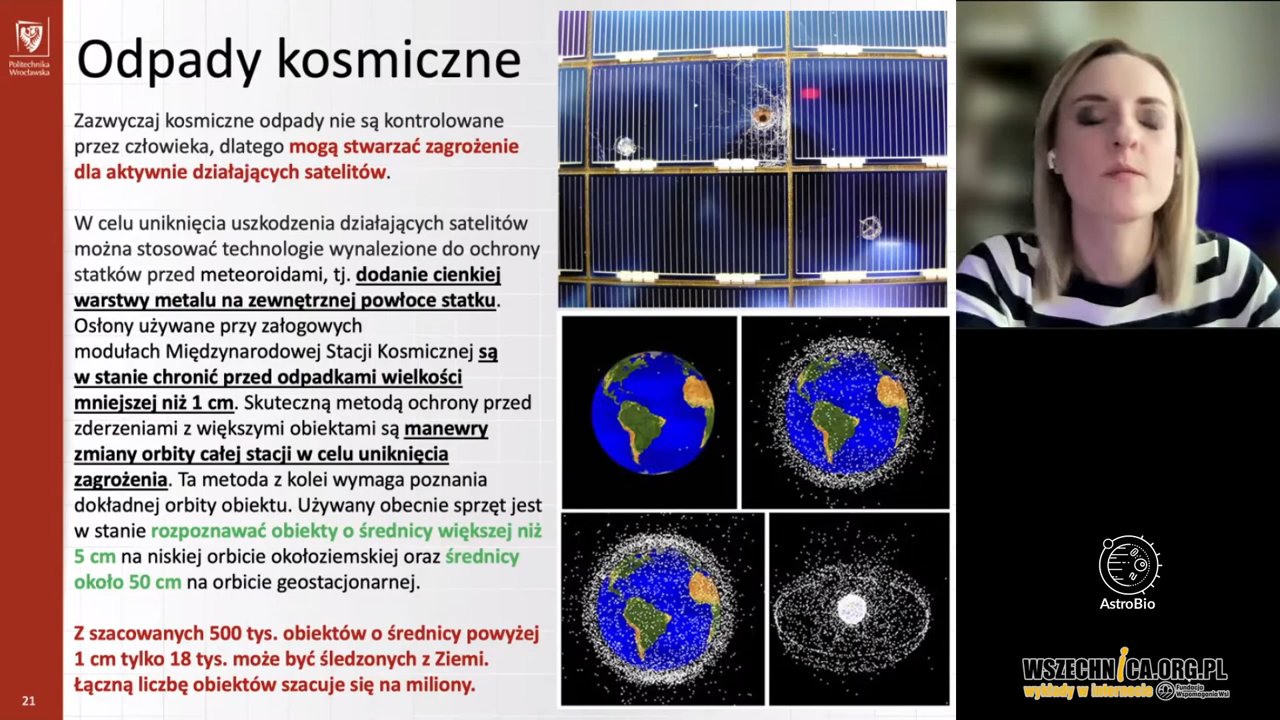 Politechnika
Wrocławska
Odpady kosmiczne
Zazwyczaj kosmiczne odpady nie są kontrolowane
przez człowieka, dlatego mogą stwarzać zagrożenie
dla aktywnie działających satelitów.
W celu uniknięcia uszkodzenia działających satelitów
można stosować technologie wynalezione do ochrony
statków przed meteoroidami, tj. dodanie cienkiej
warstwy metalu na zewnętrznej powłoce statku.
Osłony używane przy załogowych
modułach Międzynarodowej Stacji Kosmicznej są
w stanie chronić przed odpadkami wielkości
mniejszej niż 1 cm. Skuteczną metodą ochrony przed
zderzeniami z większymi obiektami są manewry
zmiany orbity całej stacji w celu uniknięcia
zagrożenia. Ta metoda z kolei wymaga poznania
dokładnej orbity obiektu. Używany obecnie sprzęt jest
w stanie rozpoznawać obiekty o średnicy większej niż
5 cm na niskiej orbicie okołoziemskiej oraz średnicy
około 50 cm na orbicie geostacjonarnej.
Z szacowanych 500 tys. obiektów o średnicy powyżej
1 cm tylko 18 tys. może być śledzonych z Ziemi.
Łączną liczbę obiektów szacuje się na miliony.
21
AstroBio
WSZECHNICA.ORG.PL
wykłady w internecie
Fundacja
Wspomagania Wsi